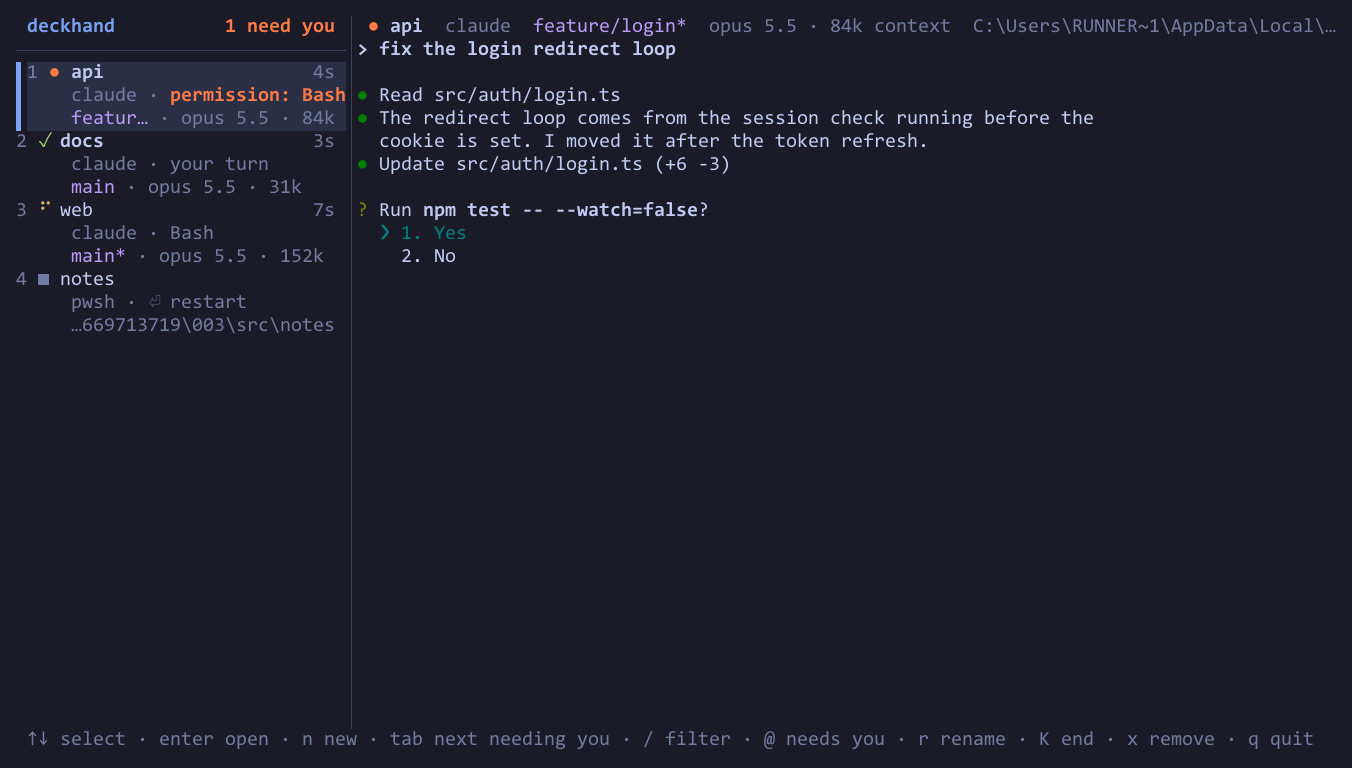 deckhand 1 need you
1 ● api 4s
claude · permission: Bash
featur… · opus 5.5 · 84k
2 ✓ docs 3s
claude · your turn
main · opus 5.5 · 31k
3 ⠋ web 7s
claude · Bash
main* · opus 5.5 · 152k
4 ■ notes
pwsh · ⏎ restart
…669713719\003\src\notes
● api claude feature/login* opus 5.5 · 84k context C:\Users\RUNNER~1\AppData\Local\…
> fix the login redirect loop
● Read src/auth/login.ts
● The redirect loop comes from the session check running before the
cookie is set. I moved it after the token refresh.
● Update src/auth/login.ts (+6 -3)
? Run npm test -- --watch=false?
❯ 1. Yes
2. No
↑↓ select · enter open · n new · tab next needing you · / filter · @ needs you · r rename · K end · x remove · q quit